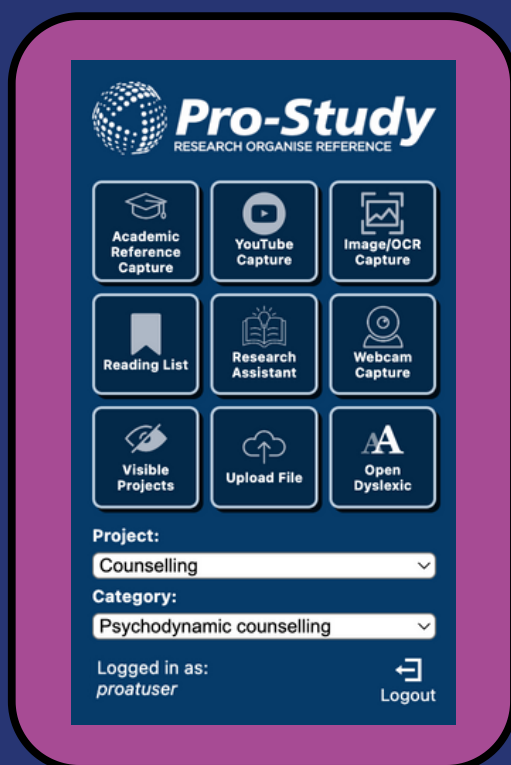 Pro-Study
RESEARCH ORGANISE REFERENCE
Academic
Reference
Capture
YouTube
Capture
Image/OCR
Capture
Reading List
Research
Assistant
Webcam
Capture
Visible
Projects
Upload File
AA
Open
Dyslexic
Project:
Counselling
Category:
Psychodynamic counselling
Logged in as:
proatuser
Logout